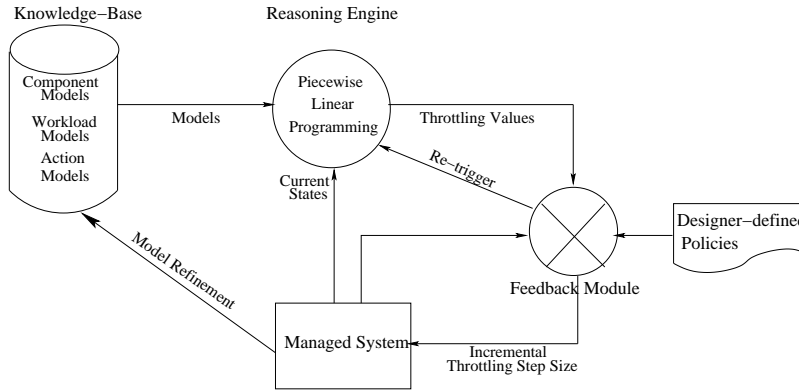 Knowledge−Base
Reasoning Engine
Component
Models
Workload
Models
Action
Models
Models
Piecewise
Linear
Programming
Throttling Values
Re-trigger
Current
States
Model Refinement
Designer−defined
Policies
Feedback Module
Managed System
Incremental
Throttling Step Size